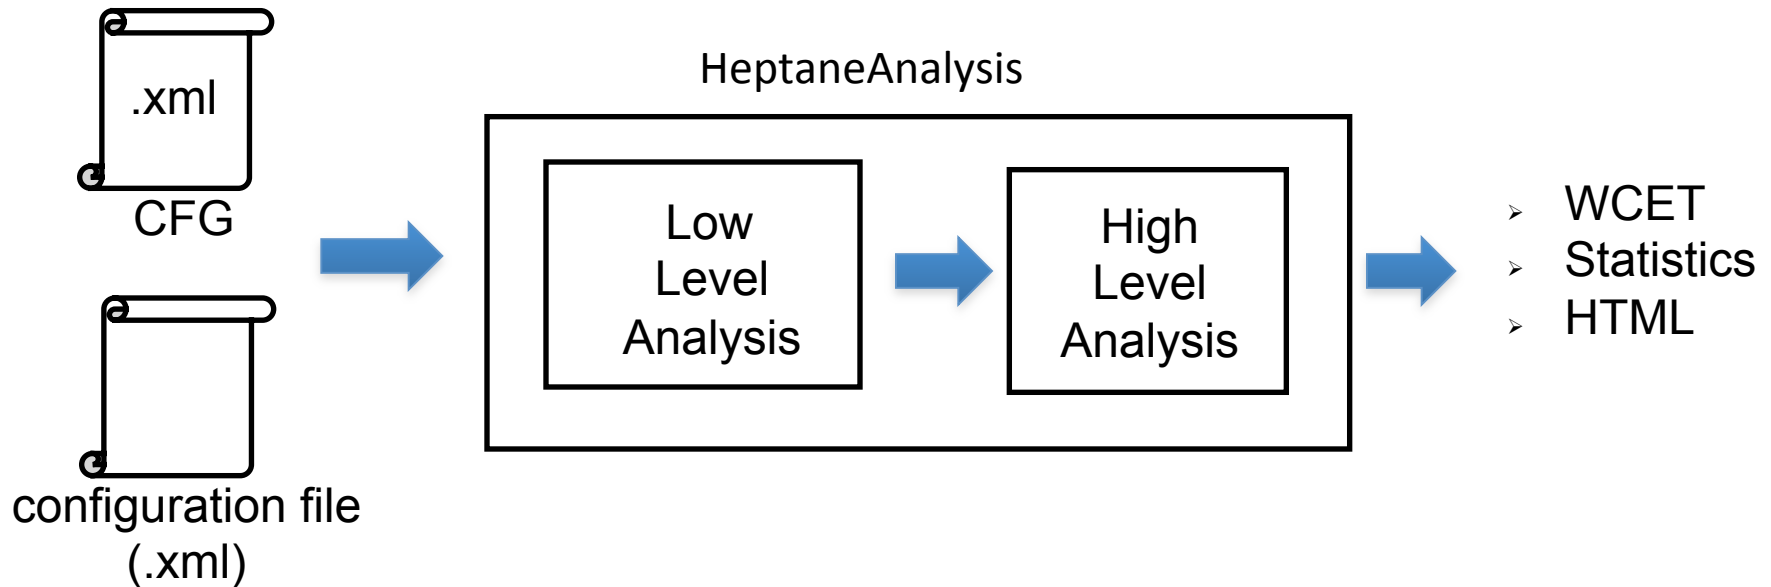 .xml
CFG
configuration file
(.xml)
HeptaneAnalysis
Low
Level
Analysis
High
Level
Analysis
WCET
Statistics
HTML